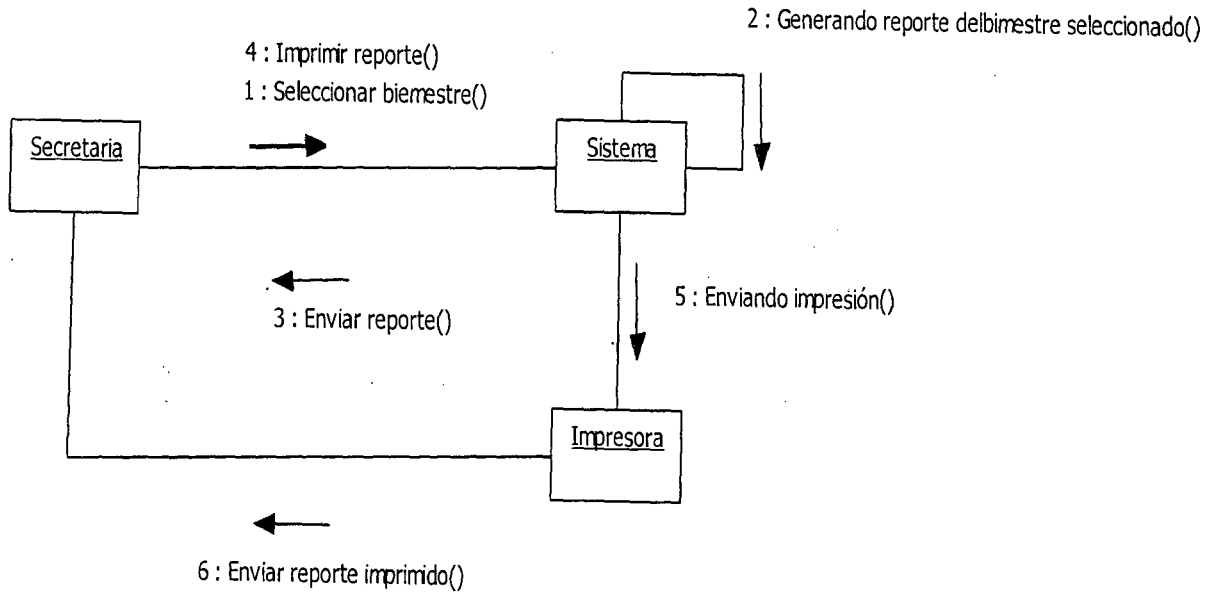 2 : Generando reporte delbimestre seleccionado()
4 : Imprimir reporte()
1 : Seleccionar biemestre()
Secretaria
Sistema
3 : Enviar reporte()
5 : Enviando impresión()
Impresora
6 : Enviar reporte imprimido()